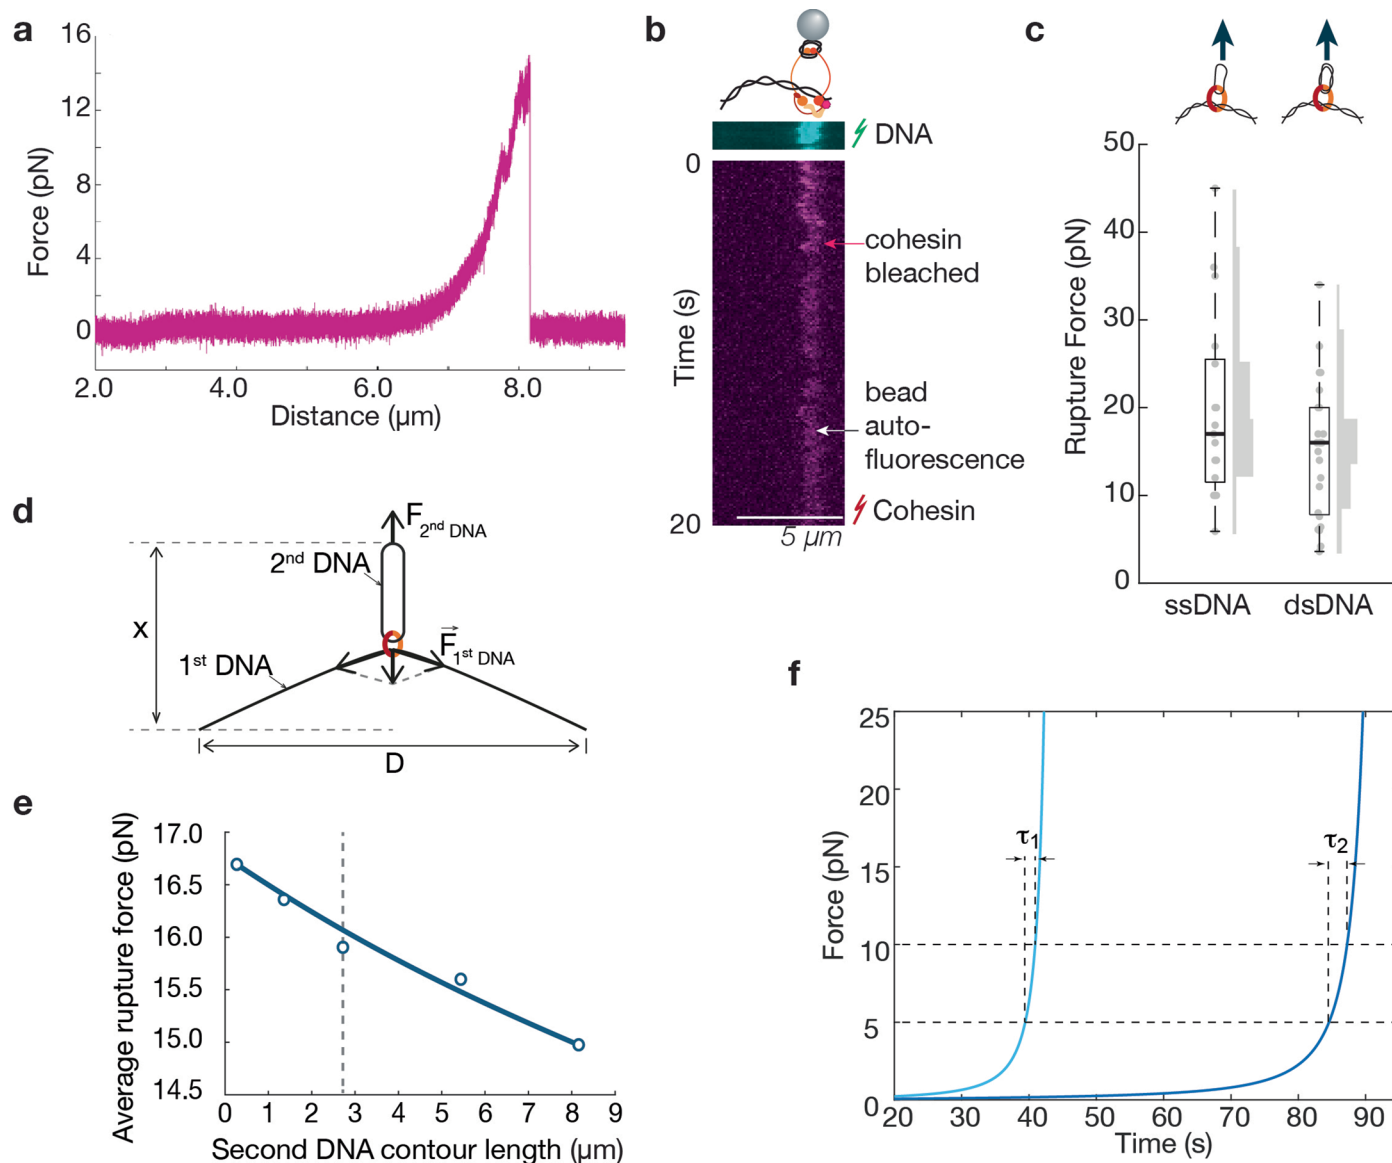 a
16
12
8
4
0
Force (pN)
2.0 4.0 6.0 8.0
Distance (µm)
b
DNA
0
cohesin
bleached
Time (s)
bead
auto-
fluorescence
Cohesin
20
5 µm
c
50
40
30
20
10
0
Rupture Force (pN)
ssDNA dsDNA
d
F2nd DNA
2nd DNA
x
F1st DNA
1st DNA
D
e
17.0
16.5
16.0
15.5
15.0
14.5
Average rupture force (pN)
0 1 2 3 4 5 6 7 8 9
Second DNA contour length (µm)
f
25
20
15
10
5
0
Force (pN)
τ1
τ2
20 30 40 50 60 70 80 90
Time (s)